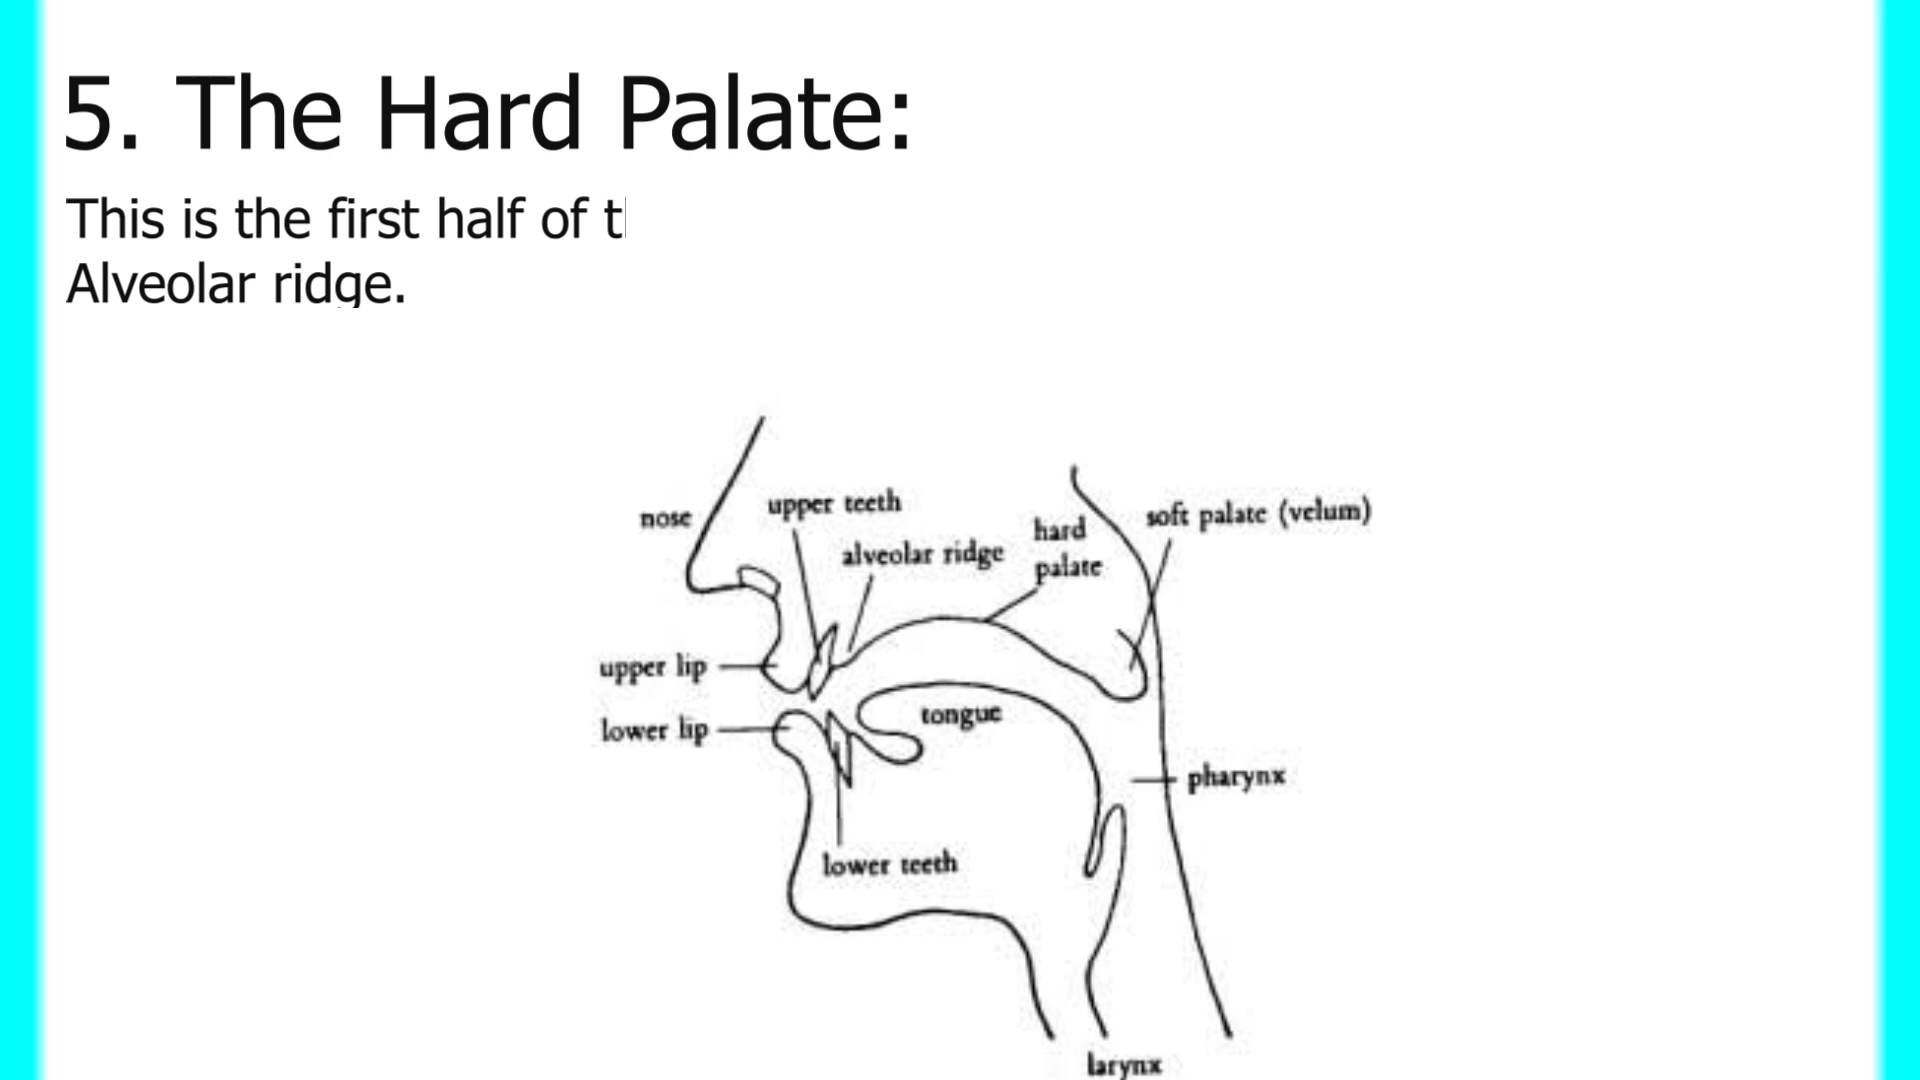 5. The Hard Palate:
This is the first half of
Alveolar ridge.
nose
upper teeth
alveolar ridge
hard
palate
soft palate (velum)
upper lip
lower lip
tongue
pharynx
lower teeth
larynx